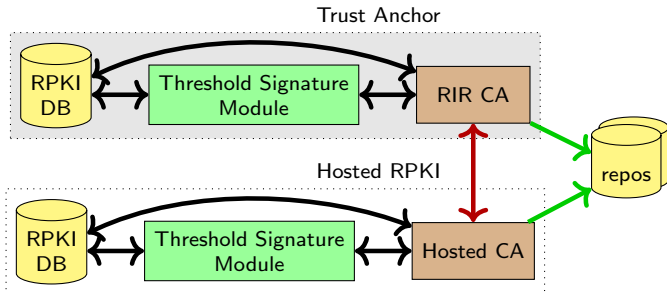 Trust Anchor
RPKI
DB
Threshold Signature
Module
RIR CA
repos
Hosted RPKI
RPKI
DB
Threshold Signature
Module
Hosted CA